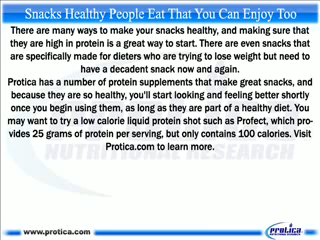 Snacks Healthy People Eat That You Can Enjoy Too
There are many ways to make your snacks healthy, and making sure that
they are high in protein is a great way to start. There are even snacks that
are specifically made for dieters who are trying to lose weight but need to
have a decadent snack now and again.
Protica has a number of protein supplements that make great snacks, and
because they are so healthy, you'll start looking and feeling better shortly
once you begin using them, as long as they are part of a healthy diet. You
may want to try a low calorie liquid protein shot such as Profect, which pro-
vides 25 grams of protein per serving, but only contains 100 calories. Visit
Protica.com to learn more.
NUTRITIONAL RESEARCH
www.protica.com
protica